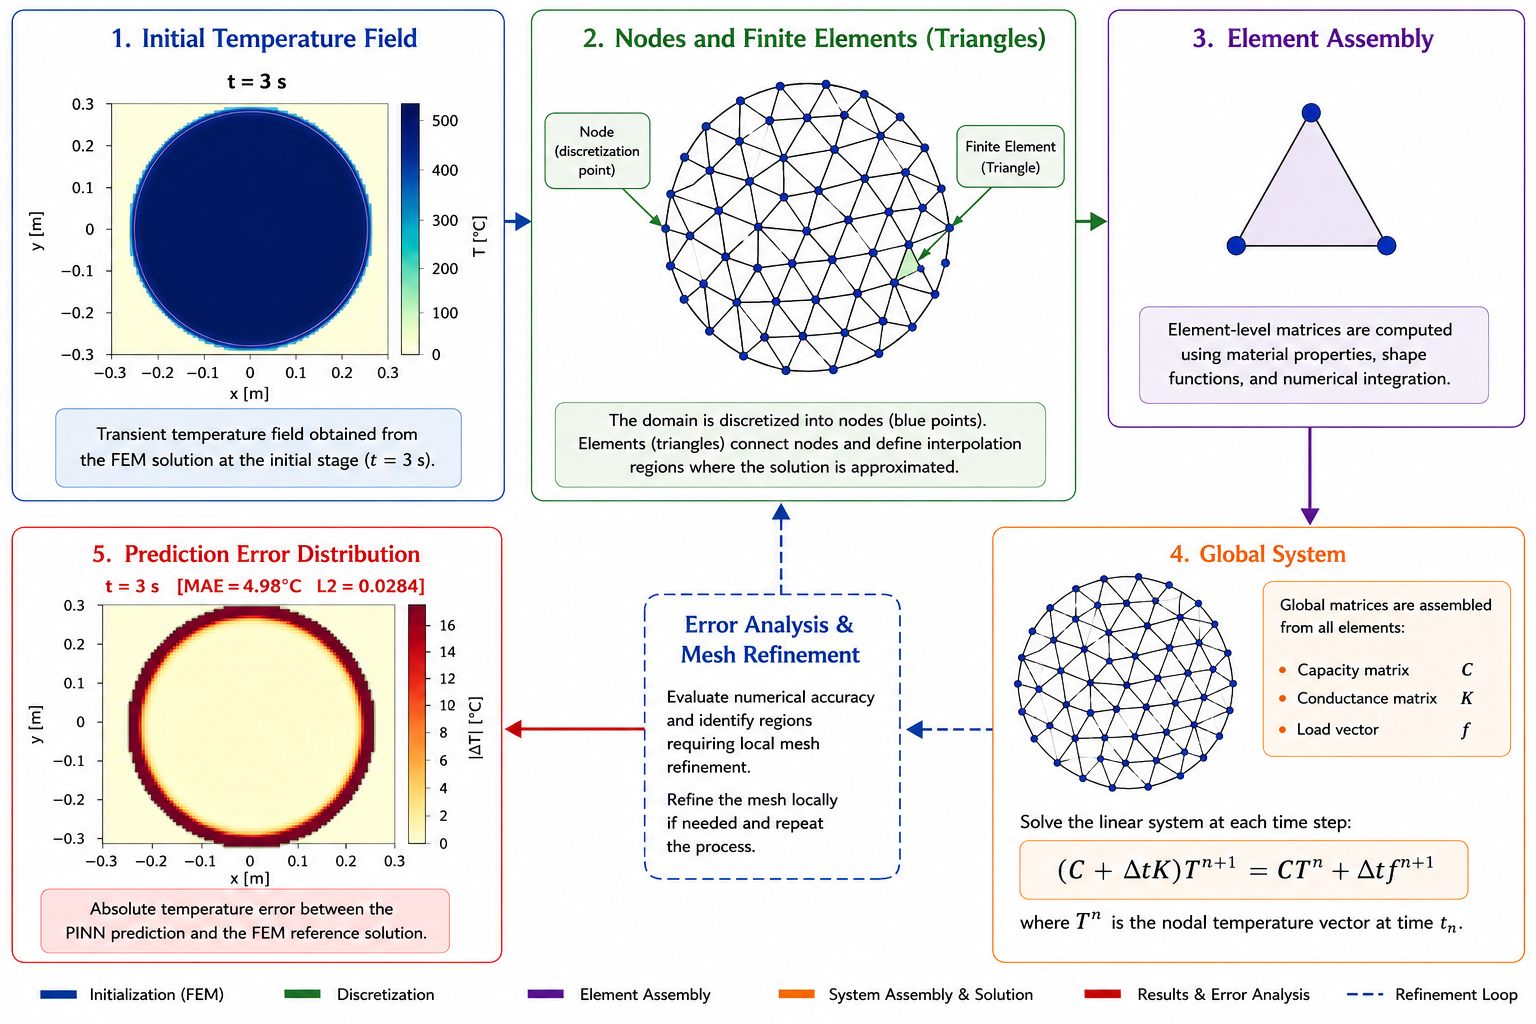 1. Initial Temperature Field
t = 3 s
0.3
0.2
0.1
0
−0.1
−0.2
−0.3
y [m]
−0.3 −0.2 −0.1 0 0.1 0.2 0.3
x [m]
500
400
300
200
100
0
T [°C]
Transient temperature field obtained from
the FEM solution at the initial stage (t = 3 s).
2. Nodes and Finite Elements (Triangles)
Node
(discretization
point)
Finite Element
(Triangle)
The domain is discretized into nodes (blue points).
Elements (triangles) connect nodes and define interpolation
regions where the solution is approximated.
3. Element Assembly
Element-level matrices are computed
using material properties, shape
functions, and numerical integration.
4. Global System
Global matrices are assembled
from all elements:
• Capacity matrix C
• Conductance matrix K
• Load vector f
Solve the linear system at each time step:
(C + ΔtK)Tⁿ⁺¹ = CTⁿ + Δtfⁿ⁺¹
where Tⁿ is the nodal temperature vector at time tₙ.
Error Analysis &
Mesh Refinement
Evaluate numerical accuracy
and identify regions
requiring local mesh
refinement.
Refine the mesh locally
if needed and repeat
the process.
5. Prediction Error Distribution
t = 3 s [MAE = 4.98°C L2 = 0.0284]
0.3
0.2
0.1
0
−0.1
−0.2
−0.3
y [m]
−0.3 −0.2 −0.1 0 0.1 0.2 0.3
x [m]
16
14
12
10
8
6
4
2
0
|ΔT| [°C]
Absolute temperature error between the
PINN prediction and the FEM reference solution.
Initialization (FEM) Discretization Element Assembly System Assembly & Solution Results & Error Analysis Refinement Loop